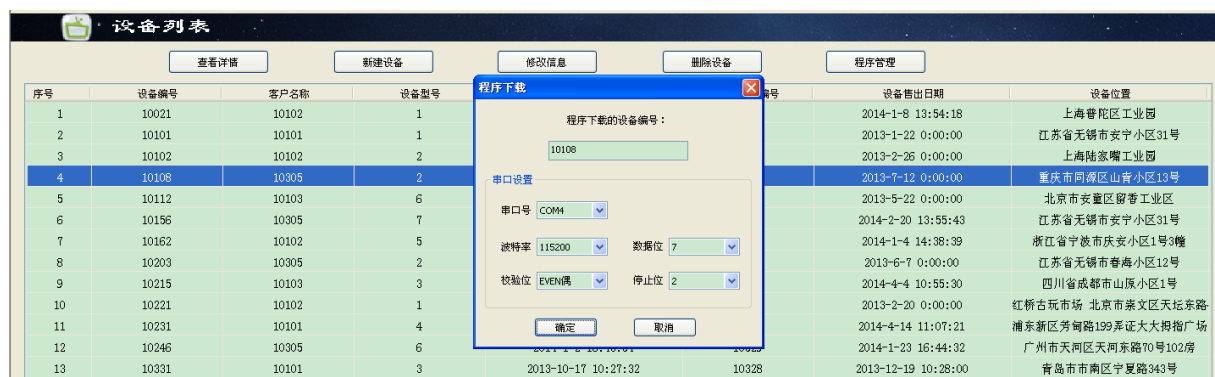 设备列表
查看详情 新建设备 修改信息 删除设备 程序管理
序号 设备编号 客户名称 设备型号 编号 设备售出日期 设备位置
1 10021 10102 1 2014-1-8 13:54:18 上海普陀区工业园
2 10101 10101 1 2013-1-22 0:00:00 江苏省无锡市安宁小区31号
3 10102 10102 2 2013-2-26 0:00:00 上海陆家嘴工业园
4 10108 10305 2 2013-7-12 0:00:00 重庆市同源区山青小区13号
5 10112 10103 6 2013-5-22 0:00:00 北京市安童区留香工业区
6 10156 10305 7 2014-2-20 13:55:43 江苏省无锡市安宁小区31号
7 10162 10102 5 2014-1-4 14:38:39 浙江省宁波市庆安小区1号3幢
8 10203 10305 2 2013-6-7 0:00:00 江苏省无锡市春海小区12号
9 10215 10103 3 2014-4-4 10:55:30 四川省成都市山原小区1号
10 10221 10102 1 2013-2-20 0:00:00 红桥古玩市场 北京市崇文区天坛东路
11 10231 10101 4 2014-4-14 11:07:21 浦东新区芳甸路199弄证大大拇指广场
12 10246 10305 6 2014-1-23 16:44:32 广州市天河区天河东路70号102房
13 10331 10101 3 2013-10-17 10:27:32 10328 2013-12-19 10:28:00 青岛市市南区宁夏路343号
程序下载
程序下载的设备编号：
10108
串口设置
串口号 COM4
波特率 115200 数据位 7
校验位 EVEN偶 停止位 2
确定 取消